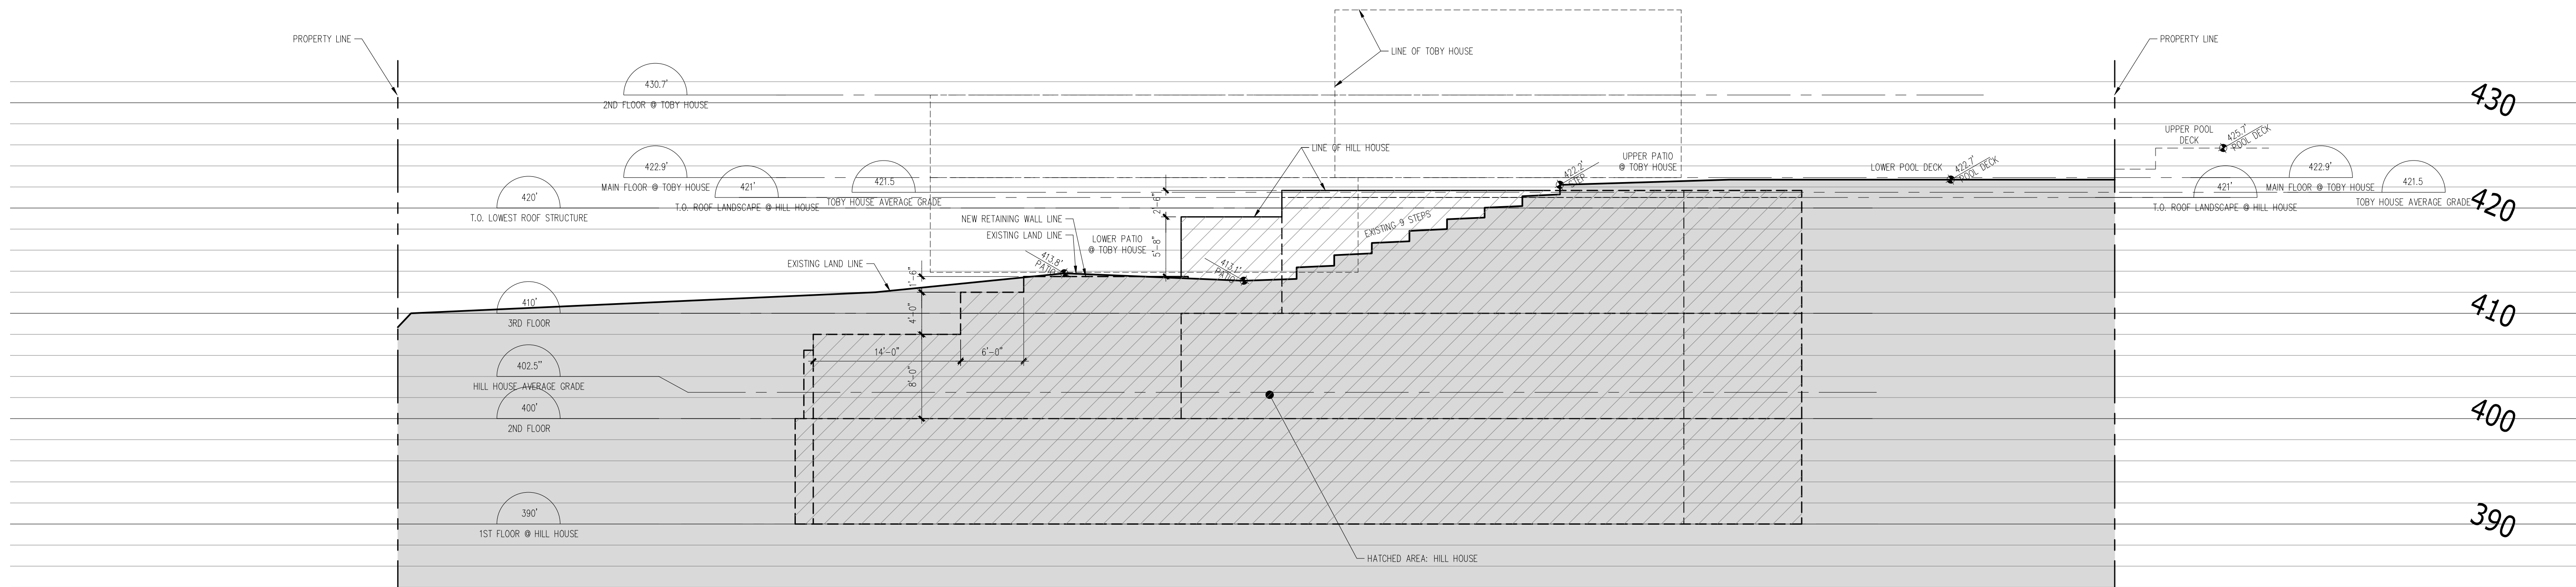 PROPERTY LINE
LINE OF TOBY HOUSE
PROPERTY LINE
430.7'
2ND FLOOR @ TOBY HOUSE
430
UPPER POOL
DECK
425.7'
POOL DECK
422.9'
MAIN FLOOR @ TOBY HOUSE
421'
T.O. ROOF LANDSCAPE @ HILL HOUSE
421.5
TOBY HOUSE AVERAGE GRADE
420'
T.O. LOWEST ROOF STRUCTURE
LINE OF HILL HOUSE
422.2'
STEP
UPPER PATIO
@ TOBY HOUSE
LOWER POOL DECK
422.7'
POOL DECK
421'
T.O. ROOF LANDSCAPE @ HILL HOUSE
422.9'
MAIN FLOOR @ TOBY HOUSE
421.5
TOBY HOUSE AVERAGE GRADE
420
2'-6"
5'-8"
NEW RETAINING WALL LINE
EXISTING LAND LINE
LOWER PATIO
@ TOBY HOUSE
EXISTING 9 STEPS
EXISTING LAND LINE
413.8'
PATIO
413.1'
PATIO
1'-6"
4'-0"
8'-0"
14'-0"
6'-0"
410'
3RD FLOOR
410
402.5"
HILL HOUSE AVERAGE GRADE
400'
2ND FLOOR
400
390'
1ST FLOOR @ HILL HOUSE
390
HATCHED AREA: HILL HOUSE